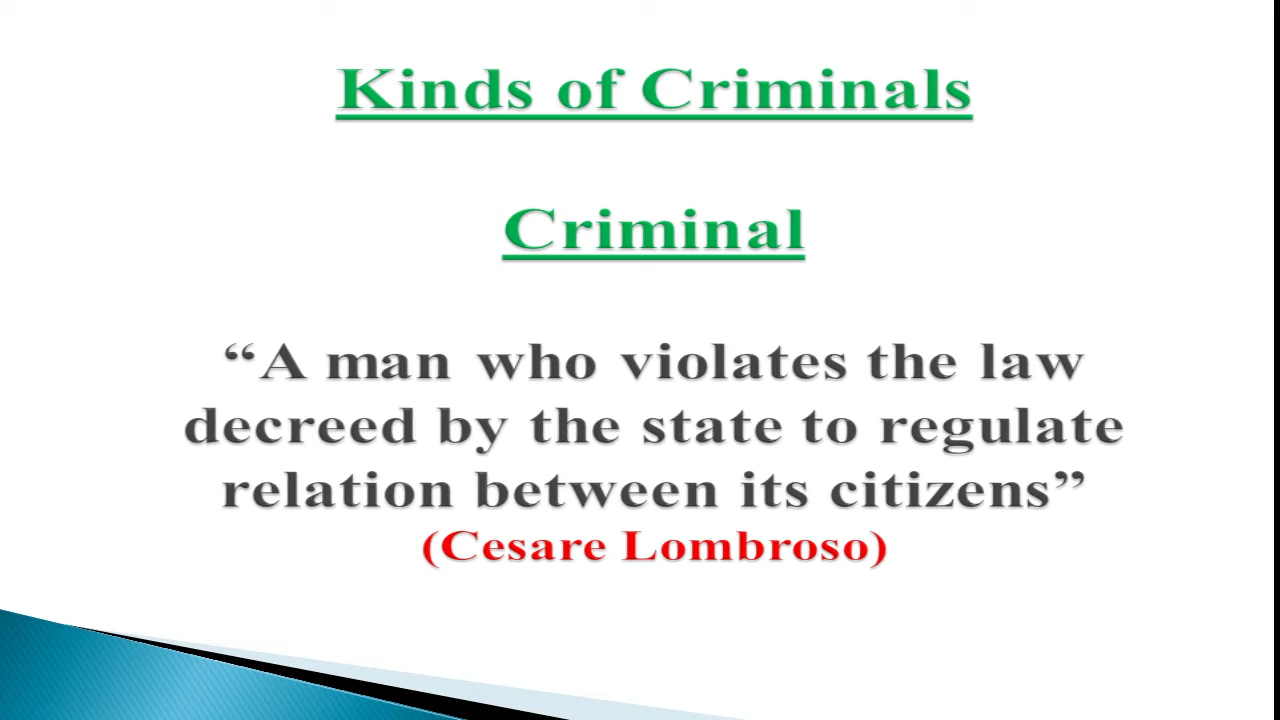 Kinds of Criminals
Criminal
“A man who violates the law
decreed by the state to regulate
relation between its citizens”
(Cesare Lombroso)